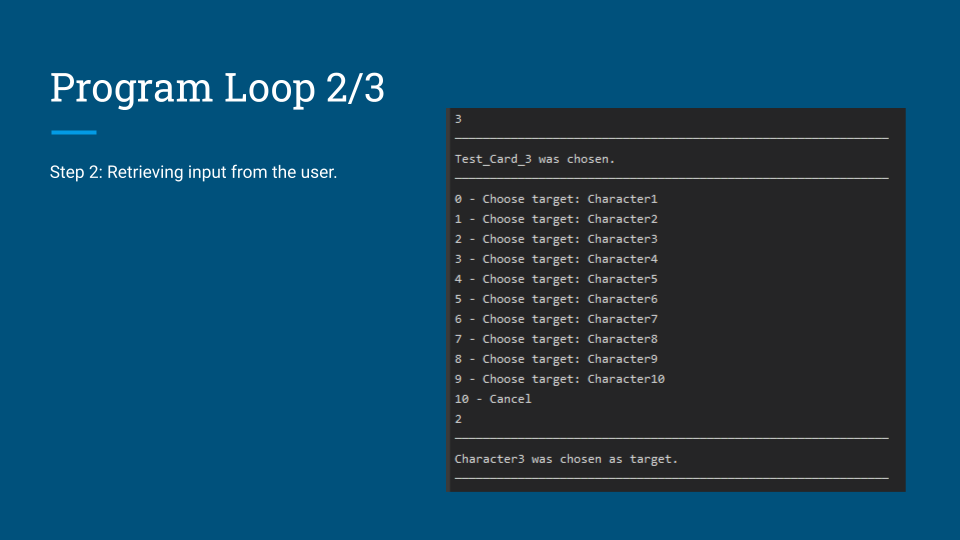 Program Loop 2/3
Step 2: Retrieving input from the user.
3
Test_Card_3 was chosen.
0 - Choose target: Character1
1 - Choose target: Character2
2 - Choose target: Character3
3 - Choose target: Character4
4 - Choose target: Character5
5 - Choose target: Character6
6 - Choose target: Character7
7 - Choose target: Character8
8 - Choose target: Character9
9 - Choose target: Character10
10 - Cancel
2
Character3 was chosen as target.